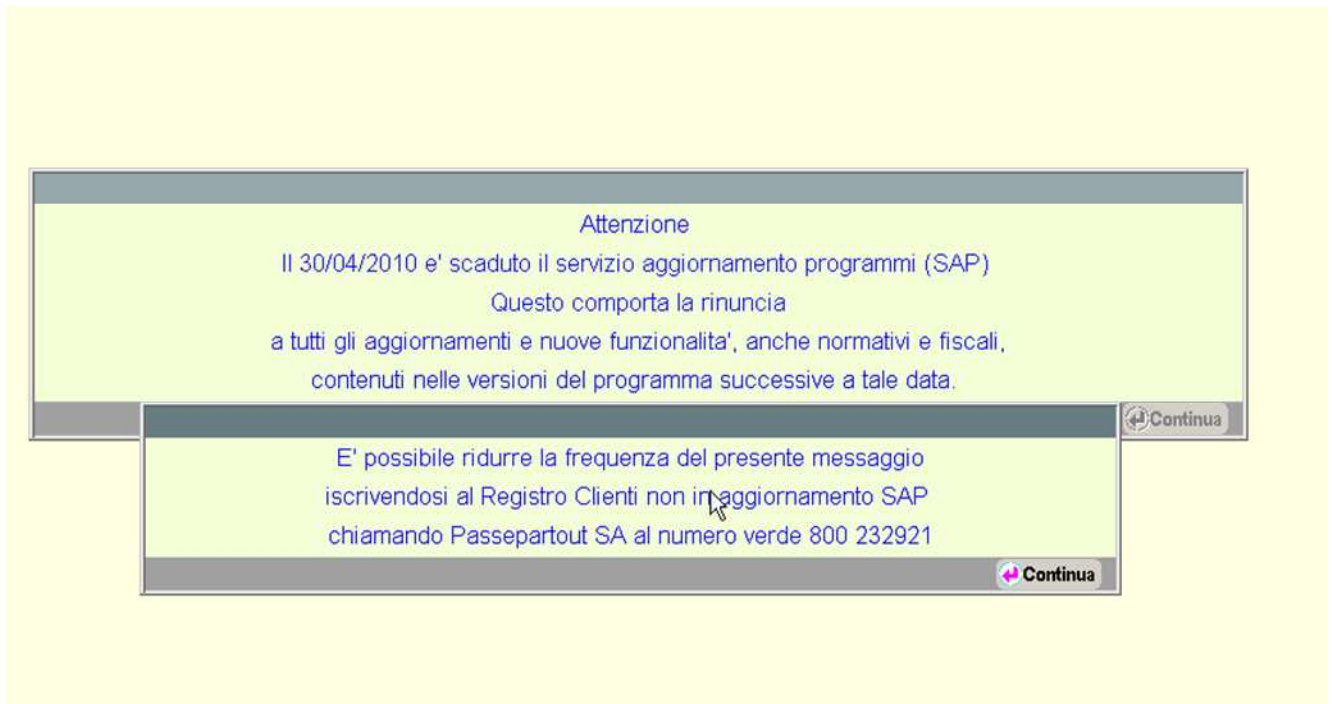 Attenzione
Il 30/04/2010 e' scaduto il servizio aggiornamento programmi (SAP)
Questo comporta la rinuncia
a tutti gli aggiornamenti e nuove funzionalita', anche normativi e fiscali,
contenuti nelle versioni del programma successive a tale data.
Continua
E' possibile ridurre la frequenza del presente messaggio
iscrivendosi al Registro Clienti non in aggiornamento SAP
chiamando Passepartout SA al numero verde 800 232921
Continua